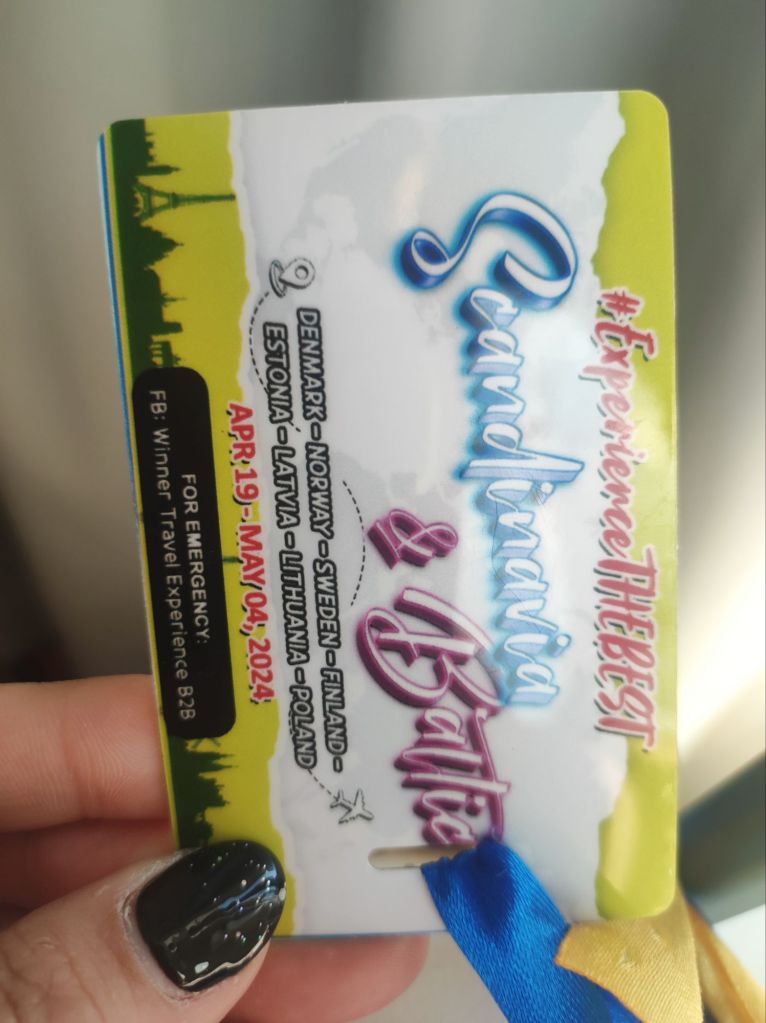 #ExperienceTHEBEST
Scandinavia
& Baltic
DENMARK - NORWAY - SWEDEN - FINLAND -
ESTONIA - LATVIA - LITHUANIA - POLAND
APR 19 - MAY 04, 2024
FOR EMERGENCY:
FB: Winner Travel Experience B2B